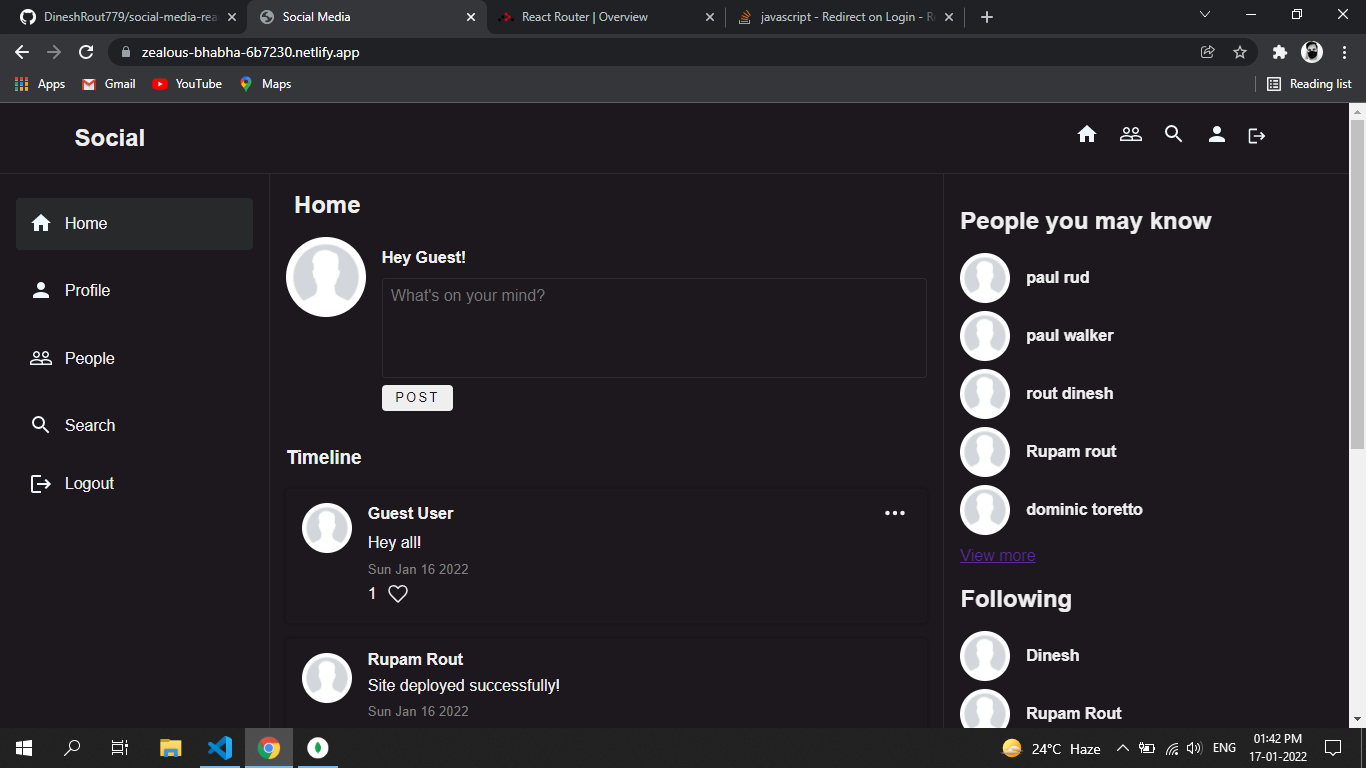 DineshRout779/social-media-rea
Social Media
React Router | Overview
javascript - Redirect on Login - R
zealous-bhabha-6b7230.netlify.app
Apps
Gmail
YouTube
Maps
Reading list
Social
Home
Profile
People
Search
Logout
Home
Hey Guest!
What's on your mind?
POST
Timeline
Guest User
Hey all!
Sun Jan 16 2022
1
Rupam Rout
Site deployed successfully!
Sun Jan 16 2022
People you may know
paul rud
paul walker
rout dinesh
Rupam rout
dominic toretto
View more
Following
Dinesh
Rupam Rout
24°C Haze
ENG
01:42 PM
17-01-2022